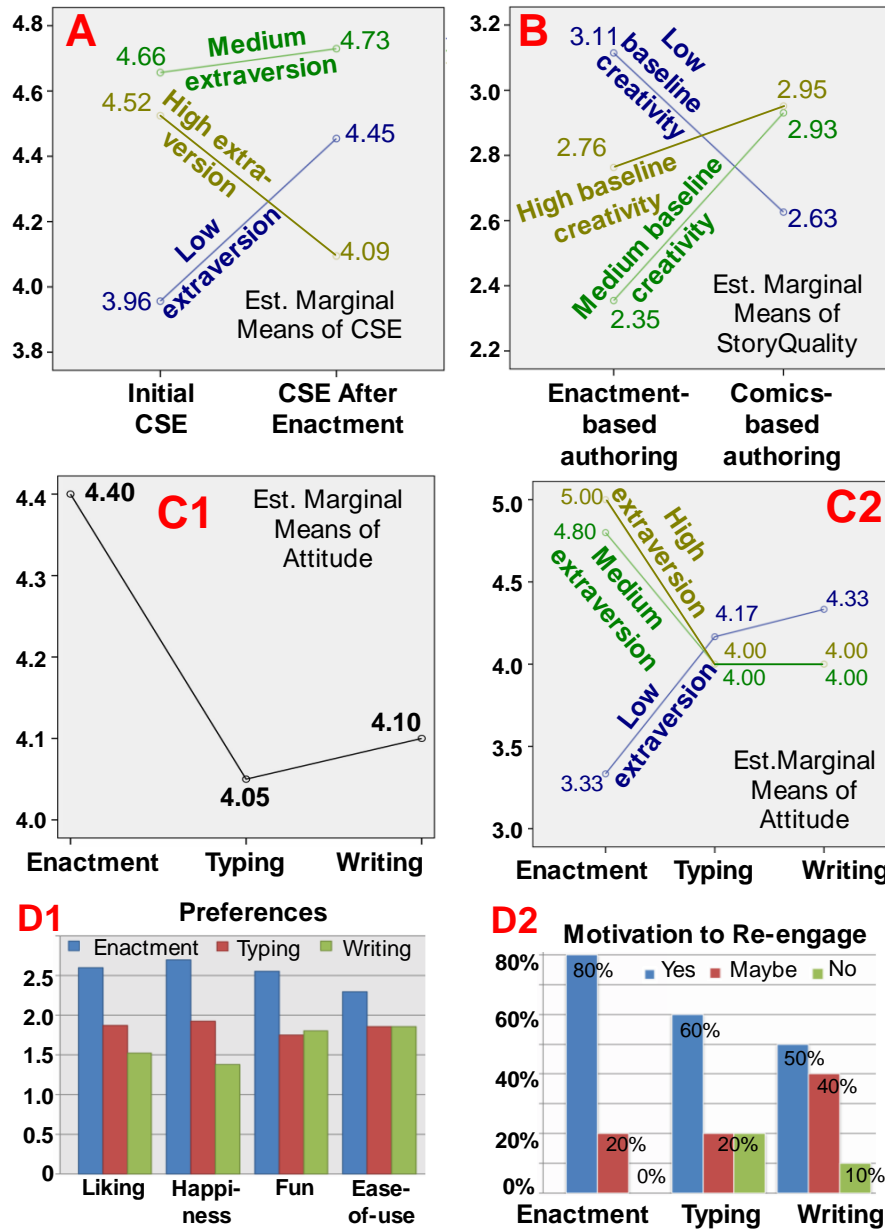 A
4.8
4.6
4.4
4.2
4.0
3.8
4.66
Medium
extraversion
4.73
4.52
High extra-
version
4.45
Low
extraversion
4.09
3.96
Est. Marginal
Means of CSE
Initial
CSE
CSE After
Enactment
B
3.2
3.0
2.8
2.6
2.4
2.2
3.11
Low
baseline
creativity
2.95
2.93
2.76
High baseline
creativity
2.63
Medium baseline
creativity
2.35
Est. Marginal
Means of
StoryQuality
Enactment-
based
authoring
Comics-
based
authoring
C1
4.4
4.3
4.2
4.1
4.0
4.40
Est. Marginal
Means of
Attitude
4.10
4.05
Enactment
Typing
Writing
C2
5.0
4.5
4.0
3.5
3.0
5.00
High
extraversion
4.80
Medium
extraversion
4.17
4.33
4.00
4.00
4.00
4.00
Low
extraversion
3.33
Est.Marginal
Means of
Attitude
Enactment
Typing
Writing
D1
Preferences
Enactment
Typing
Writing
2.5
2.0
1.5
1.0
0.5
0
Liking
Happi-
ness
Fun
Ease-
of-use
D2
Motivation to Re-engage
Yes
Maybe
No
80%
60%
40%
20%
0%
80%
20%
0%
60%
20%
50%
40%
10%
Enactment
Typing
Writing